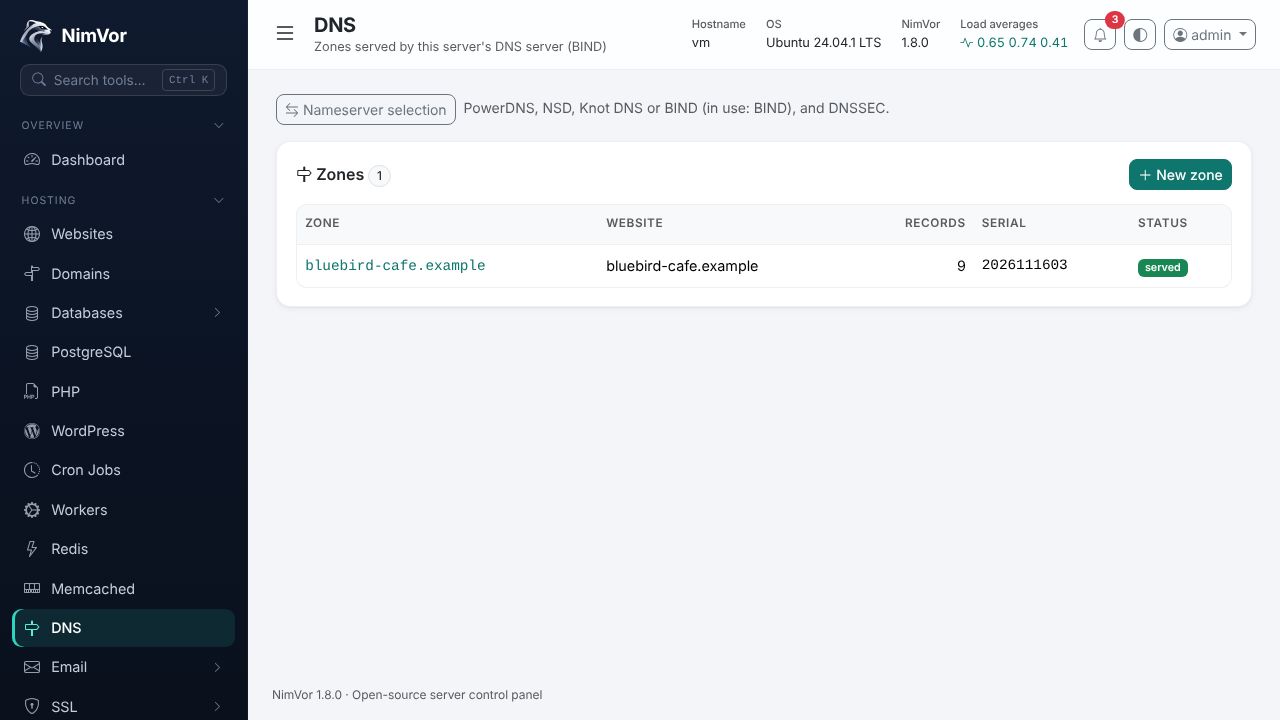 NimVor
Search tools... Ctrl K
OVERVIEW
Dashboard
HOSTING
Websites
Domains
Databases
PostgreSQL
PHP
WordPress
Cron Jobs
Workers
Redis
Memcached
DNS
Email
SSL
DNS
Zones served by this server's DNS server (BIND)
Hostname
vm
OS
Ubuntu 24.04.1 LTS
NimVor
1.8.0
Load averages
0.65 0.74 0.41
3
admin
Nameserver selection PowerDNS, NSD, Knot DNS or BIND (in use: BIND), and DNSSEC.
Zones 1
New zone
ZONE WEBSITE RECORDS SERIAL STATUS
bluebird-cafe.example bluebird-cafe.example 9 2026111603 served
NimVor 1.8.0 · Open-source server control panel